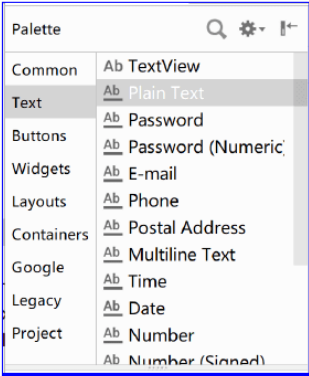 Palette
Common
Text
Buttons
Widgets
Layouts
Containers
Google
Legacy
Project
Ab TextView
Ab Plain Text
Ab Password
Ab Password (Numeric)
Ab E-mail
Ab Phone
Ab Postal Address
Ab Multiline Text
Ab Time
Ab Date
Ab Number
Ab Number (Signed)